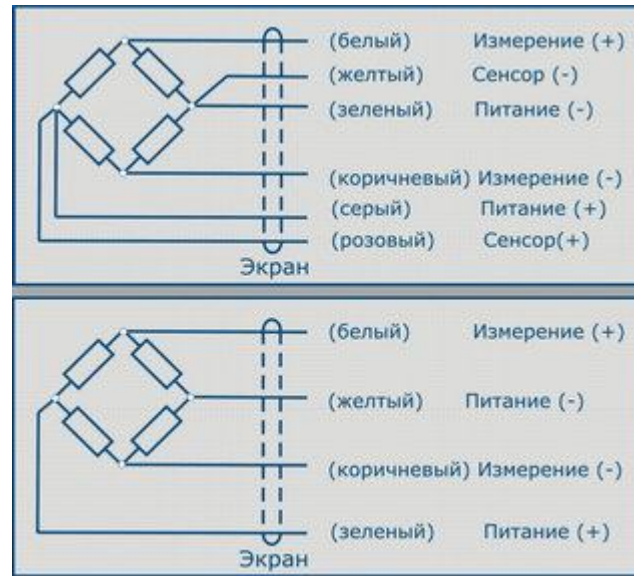 (белый) Измерение (+)
(желтый) Сенсор (-)
(зеленый) Питание (-)
(коричневый) Измерение (-)
(серый) Питание (+)
(розовый) Сенсор(+)
Экран
(белый) Измерение (+)
(желтый) Питание (-)
(коричневый) Измерение (-)
(зеленый) Питание (+)
Экран